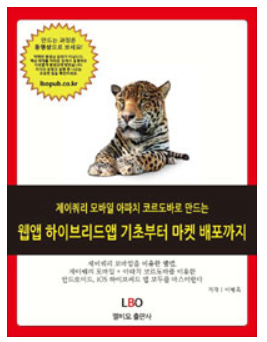 만드는 과정을
동영상으로 보세요!
lbopub.co.kr
제이쿼리 모바일 아파치 코르도바로 만드는
웹앱 하이브리드앱 기초부터 마켓 배포까지
제이쿼리 모바일을 이용한 웹앱,
제이쿼리 모바일 + 아파치 코르도바를 이용한
안드로이드, iOS 하이브리드 앱 모두를 마스터한다
LBO
엘비오 출판사